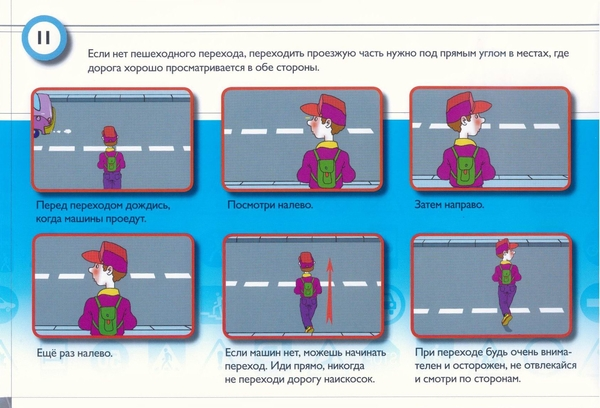 11
Если нет пешеходного перехода, переходить проезжую часть нужно под прямым углом в местах, где
дорога хорошо просматривается в обе стороны.
Перед переходом дождись,
когда машины проедут.
Посмотри налево.
Затем направо.
Ещё раз налево.
Если машин нет, можешь начинать
переход. Иди прямо, никогда
не переходи дорогу наискосок.
При переходе будь очень внима-
телен и осторожен, не отвлекайся
и смотри по сторонам.